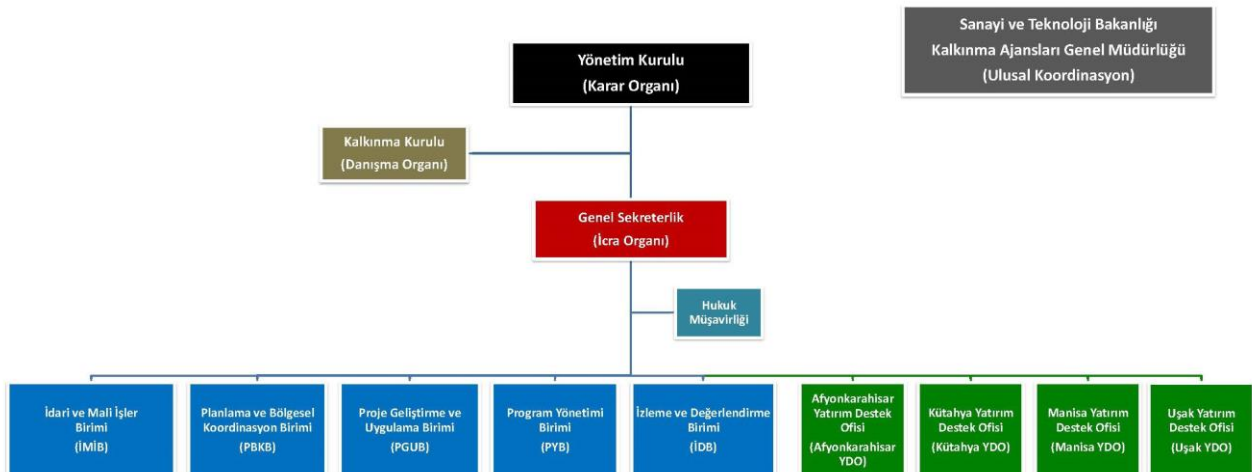 Sanayi ve Teknoloji Bakanlığı
Kalkınma Ajansları Genel Müdürlüğü
(Ulusal Koordinasyon)
Yönetim Kurulu
(Karar Organı)
Kalkınma Kurulu
(Danışma Organı)
Genel Sekreterlik
(İcra Organı)
Hukuk
Müşavirliği
İdari ve Mali İşler
Birimi
(İMİB)
Planlama ve Bölgesel
Koordinasyon Birimi
(PBKB)
Proje Geliştirme ve
Uygulama Birimi
(PGUB)
Program Yönetimi
Birimi
(PYB)
İzleme ve Değerlendirme
Birimi
(İDB)
Afyonkarahisar
Yatırım Destek
Ofisi
(Afyonkarahisar
YDO)
Kütahya Yatırım
Destek Ofisi
(Kütahya YDO)
Manisa Yatırım
Destek Ofisi
(Manisa YDO)
Uşak Yatırım
Destek Ofisi
(Uşak YDO)